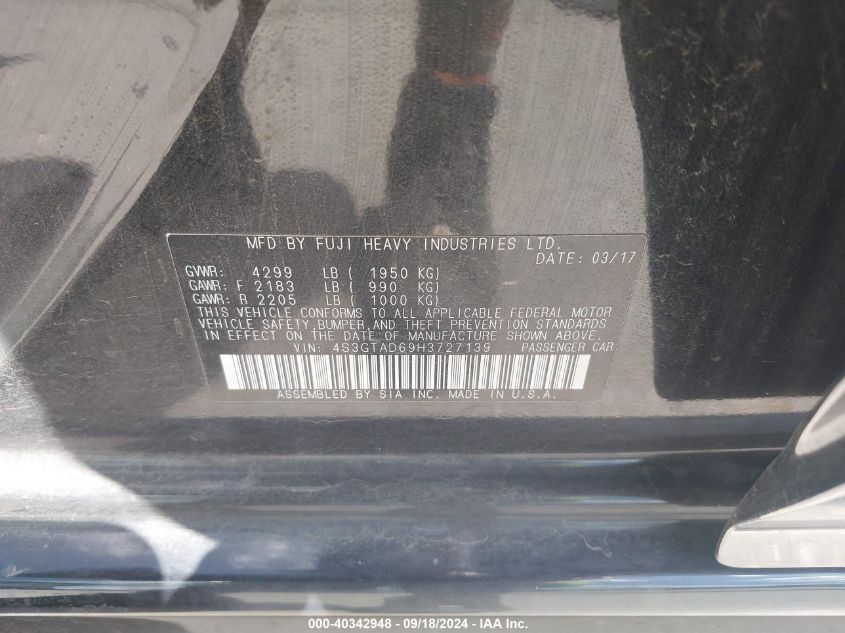 MFD BY FUJI HEAVY INDUSTRIES LTD.
DATE: 03/17
GVWR: 4299 LB ( 1950 KG)
GAWR: F 2183 LB ( 990 KG)
GAWR: R 2205 LB ( 1000 KG)
THIS VEHICLE CONFORMS TO ALL APPLICABLE FEDERAL MOTOR
VEHICLE SAFETY, BUMPER, AND THEFT PREVENTION STANDARDS
IN EFFECT ON THE DATE OF MANUFACTURE SHOWN ABOVE.
VIN: 4S3GTAD69H3727139 PASSENGER CAR
ASSEMBLED BY SIA INC. MADE IN U.S.A.
000-40342948 - 09/18/2024 - IAA Inc.